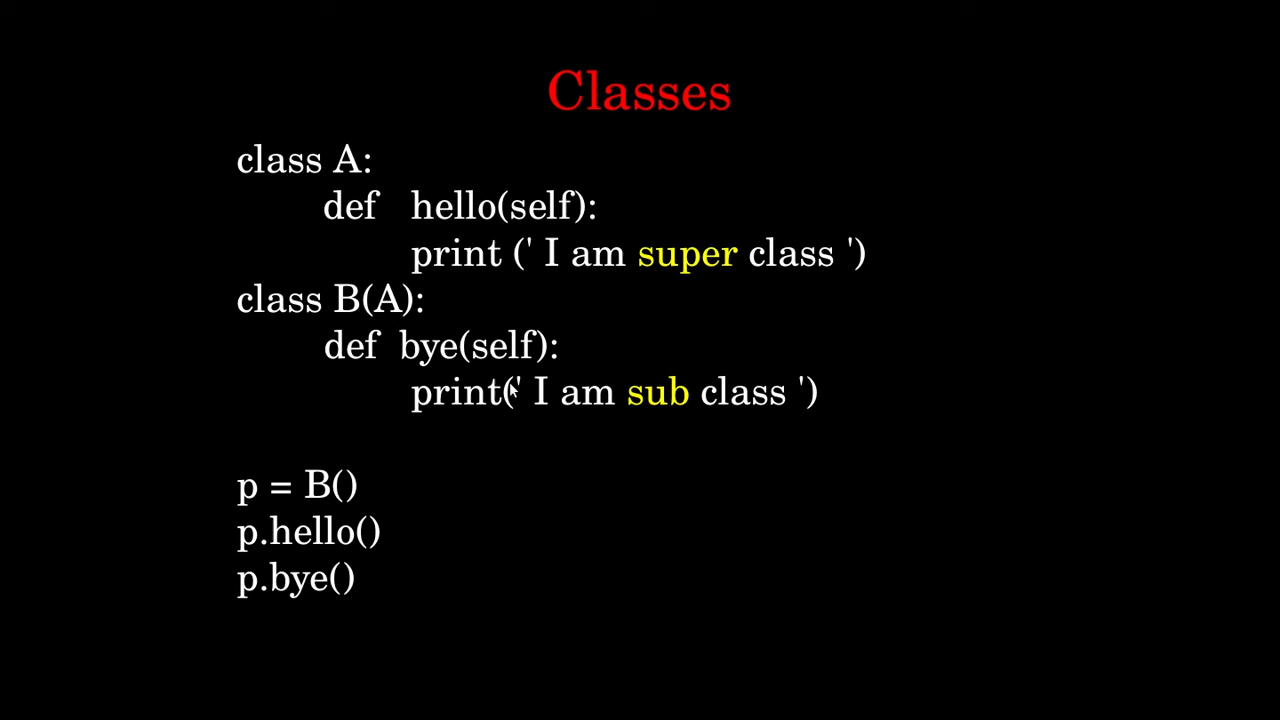 Classes
class A:
def hello(self):
print (' I am super class ')
class B(A):
def bye(self):
print(' I am sub class ')
p = B()
p.hello()
p.bye()